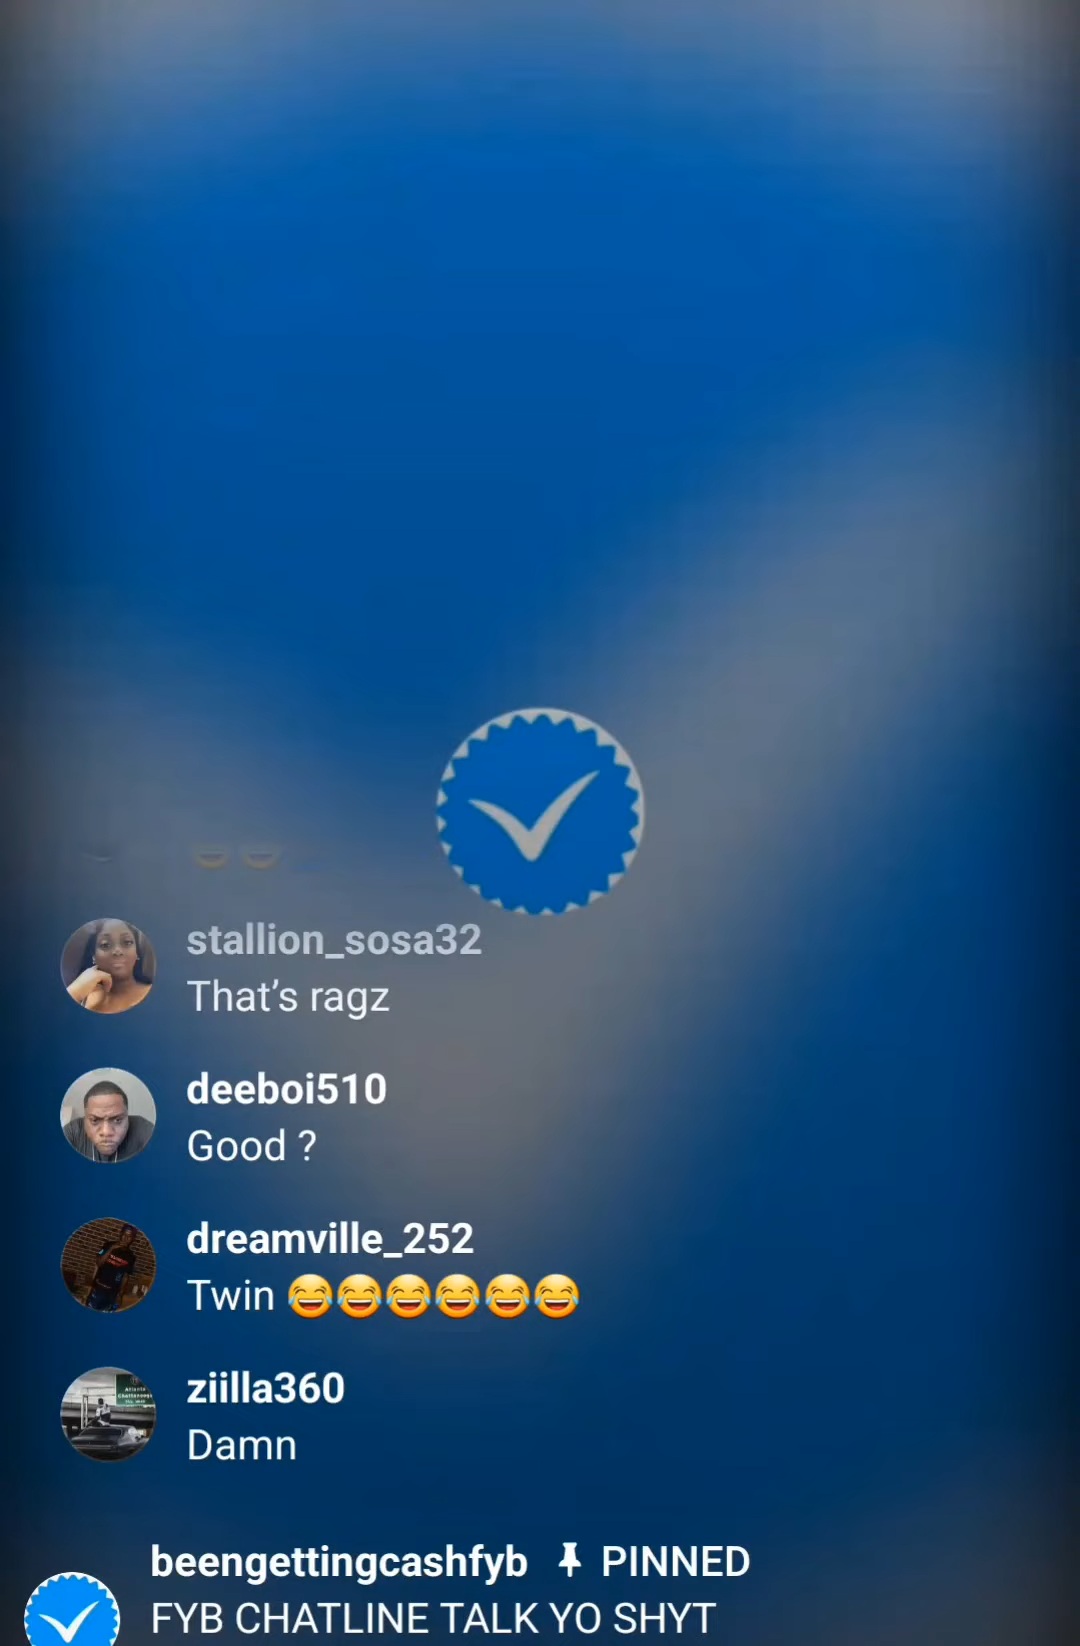 stallion_sosa32
That’s ragz
deeboi510
Good ?
dreamville_252
Twin 😂😂😂😂😂😂
ziilla360
Damn
beengettingcashfyb 📌 PINNED
FYB CHATLINE TALK YO SHYT